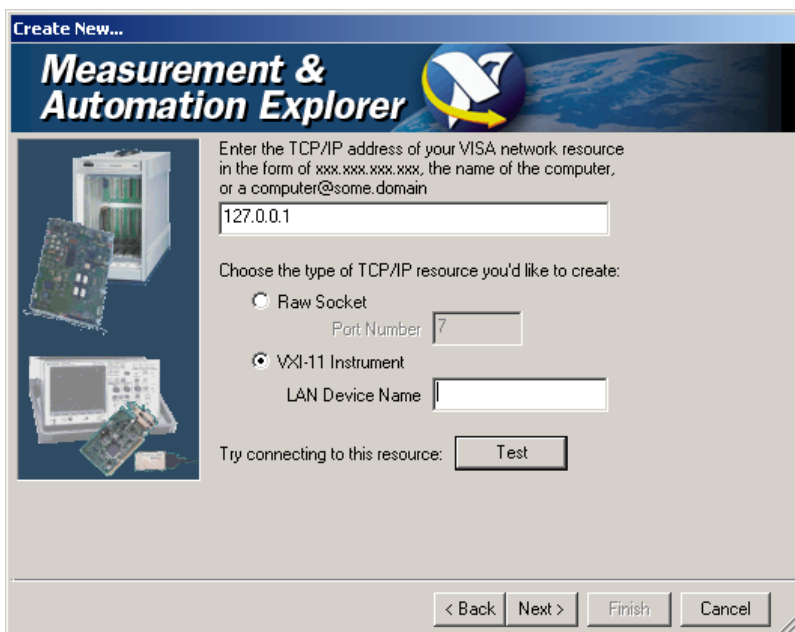 Create New...
Measurement &
Automation Explorer
Enter the TCP/IP address of your VISA network resource
in the form of xxx.xxx.xxx.xxx, the name of the computer,
or a computer@some.domain
127.0.0.1
Choose the type of TCP/IP resource you'd like to create:
Raw Socket
Port Number 7
VXI-11 Instrument
LAN Device Name
Try connecting to this resource: Test
< Back Next > Finish Cancel